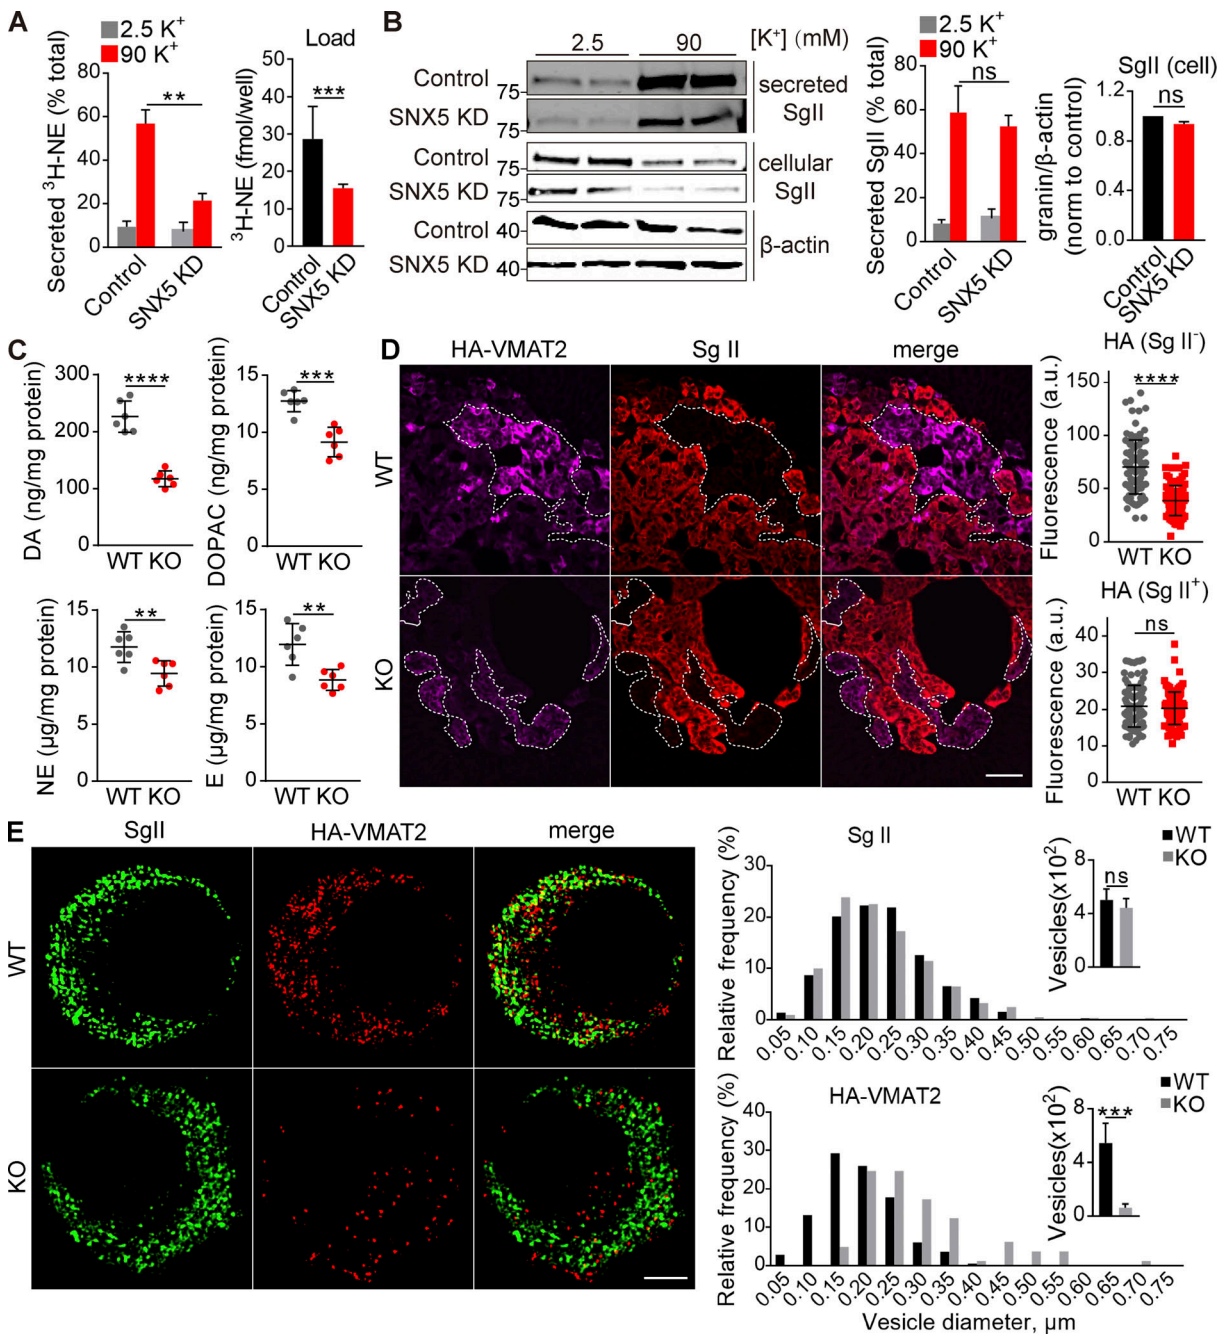 A
2.5 K⁺
90 K⁺
Secreted ³H-NE (% total)
80
60
40
20
0
**
Control
SNX5 KD
Load
³H-NE (fmol/well)
50
40
30
20
10
0
***
Control
SNX5 KD
B
2.5 90 [K⁺] (mM)
Control
75
SNX5 KD
75
secreted
SgII
Control
75
SNX5 KD
75
cellular
SgII
Control 40
SNX5 KD 40
β-actin
2.5 K⁺
90 K⁺
Secreted SgII (% total)
80
60
40
20
0
ns
Control
SNX5 KD
SgII (cell)
granin/β-actin
(norm to control)
1.2
0.8
0.4
0.0
ns
Control
SNX5 KD
C
DA (ng/mg protein)
300
200
100
0
****
WT KO
DOPAC (ng/mg protein)
15
10
5
0
***
WT KO
NE (µg/mg protein)
15
10
5
0
**
WT KO
E (µg/mg protein)
15
10
5
0
**
WT KO
D
HA-VMAT2 Sg II merge
WT
KO
HA (Sg II⁻)
Fluorescence (a.u.)
150
100
50
0
****
WT KO
HA (Sg II⁺)
Fluorescence (a.u.)
40
30
20
10
0
ns
WT KO
E
SgII HA-VMAT2 merge
WT
KO
Sg II
Relative frequency (%)
30
20
10
0
0.05 0.10 0.15 0.20 0.25 0.30 0.35 0.40 0.45 0.50 0.55 0.60 0.65 0.70 0.75
Vesicles(x10²)
8
4
0
ns
WT
KO
HA-VMAT2
Relative frequency (%)
40
30
20
10
0
0.05 0.10 0.15 0.20 0.25 0.30 0.35 0.40 0.45 0.50 0.55 0.60 0.65 0.70 0.75
Vesicle diameter, µm
Vesicles(x10²)
8
4
0
***
WT
KO